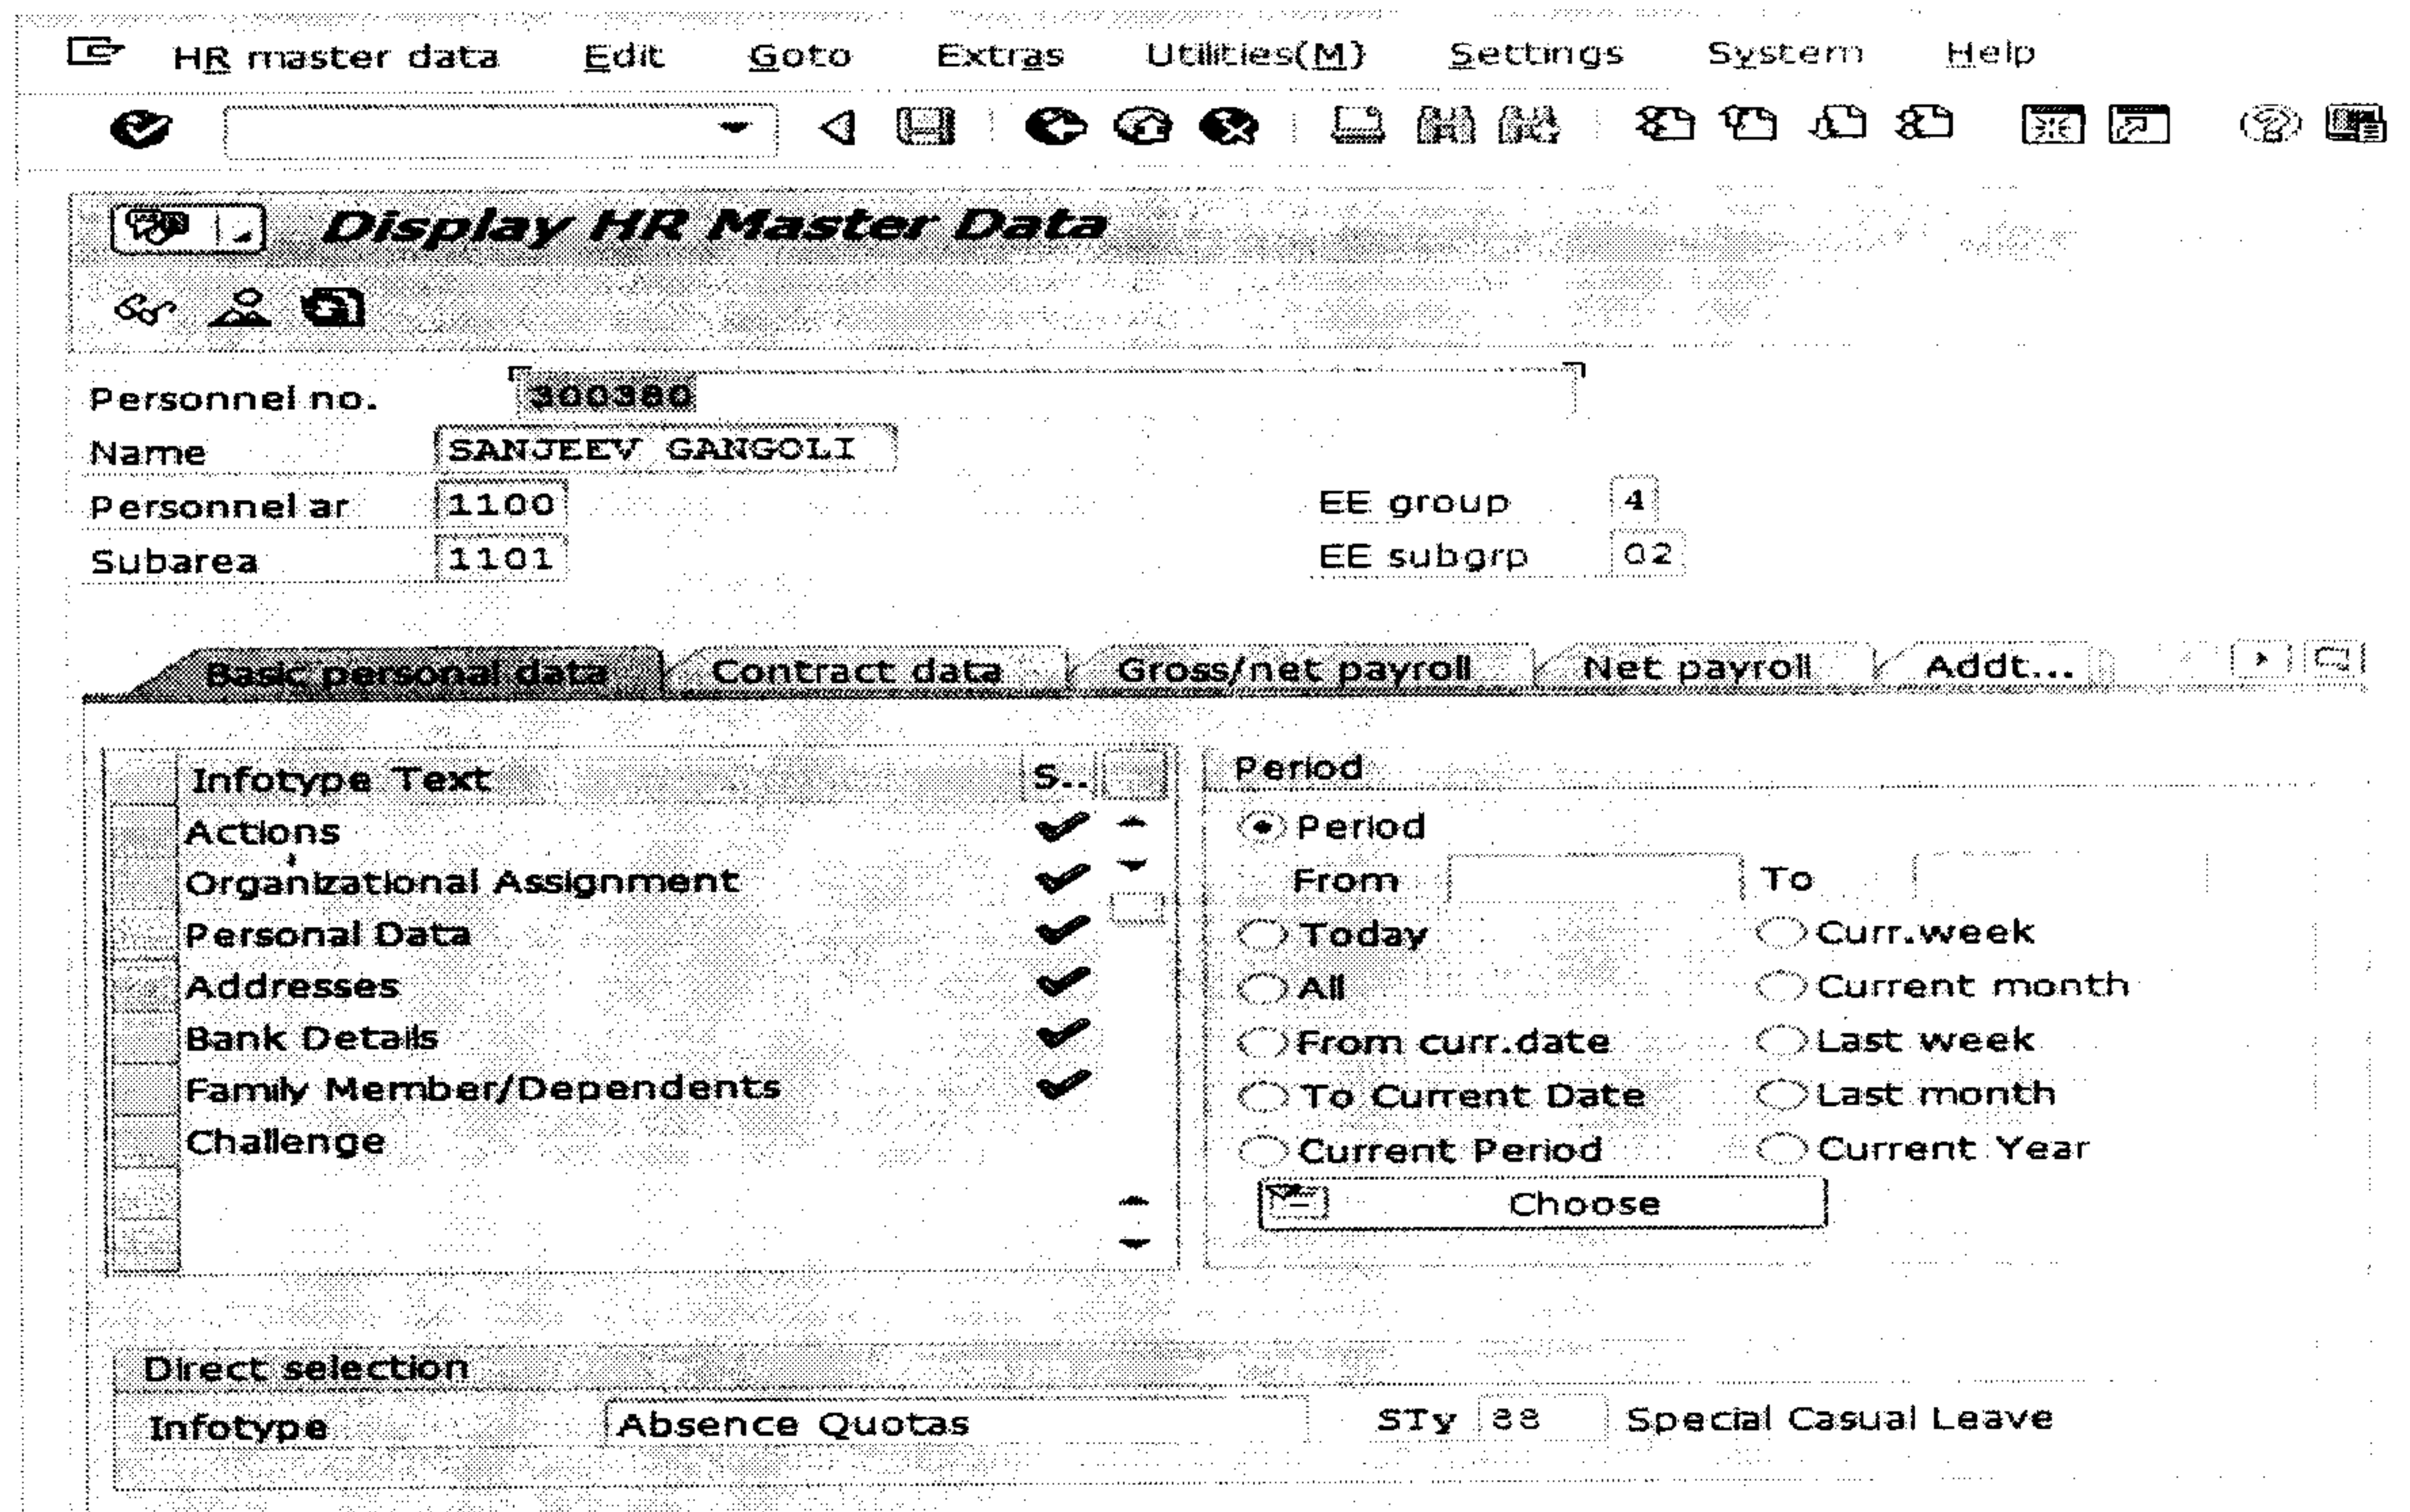 HR master data Edit Goto Extras Utilities(M) Settings System Help
Display HR Master Data
Personnel no. 300380
Name SANJEEV GANGOLI
Personnel ar 1100 EE group 4
Subarea 1101 EE subgrp 02
Basic personal data Contract data Gross/net payroll Net payroll Addt...
Infotype Text S.. Period
Actions Period
Organizational Assignment From To
Personal Data Today Curr.week
Addresses All Current month
Bank Details From curr.date Last week
Family Member/Dependents To Current Date Last month
Challenge Current Period Current Year
Choose
Direct selection
Infotype Absence Quotas STy 88 Special Casual Leave